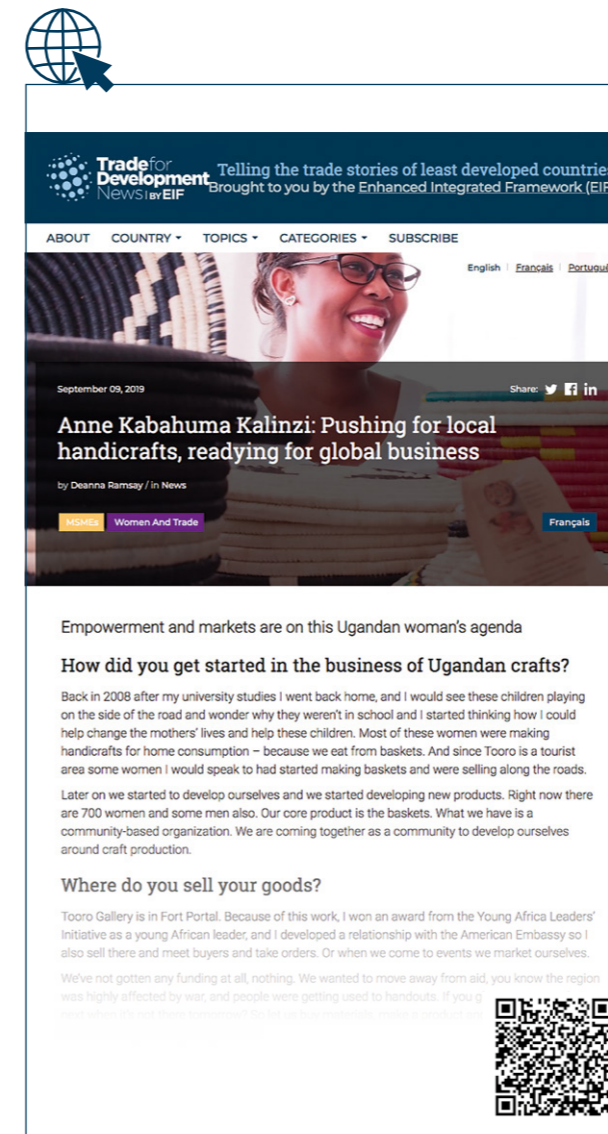 Trade for
Development
News BY EIF
Telling the trade stories of least developed countries
Brought to you by the Enhanced Integrated Framework (EIF
ABOUT COUNTRY TOPICS CATEGORIES SUBSCRIBE
English Français Portugu
September 09, 2019
Share:
Anne Kabahuma Kalinzi: Pushing for local
handicrafts, readying for global business
by Deanna Ramsay / in News
MSMEs Women And Trade
Français
Empowerment and markets are on this Ugandan woman's agenda
How did you get started in the business of Ugandan crafts?
Back in 2008 after my university studies I went back home, and I would see these children playing
on the side of the road and wonder why they weren't in school and I started thinking how I could
help change the mothers' lives and help these children. Most of these women were making
handicrafts for home consumption – because we eat from baskets. And since Tooro is a tourist
area some women I would speak to had started making baskets and were selling along the roads.
Later on we started to develop ourselves and we started developing new products. Right now there
are 700 women and some men also. Our core product is the baskets. What we have is a
community-based organization. We are coming together as a community to develop ourselves
around craft production.
Where do you sell your goods?
Tooro Gallery is in Fort Portal. Because of this work, I won an award from the Young Africa Leaders'
Initiative as a young African leader, and I developed a relationship with the American Embassy so I
also sell there and meet buyers and take orders. Or when we come to events we market ourselves.
We've not gotten any funding at all, nothing. We wanted to move away from aid, you know the region
was highly affected by war, and people were getting used to handouts. If you g